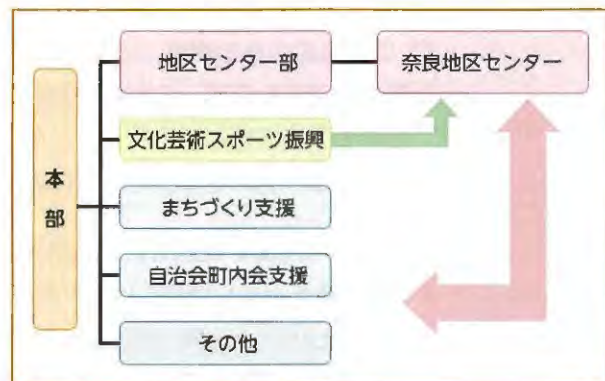 本部
地区センター部
奈良地区センター
文化芸術スポーツ振興
まちづくり支援
自治会町内会支援
その他